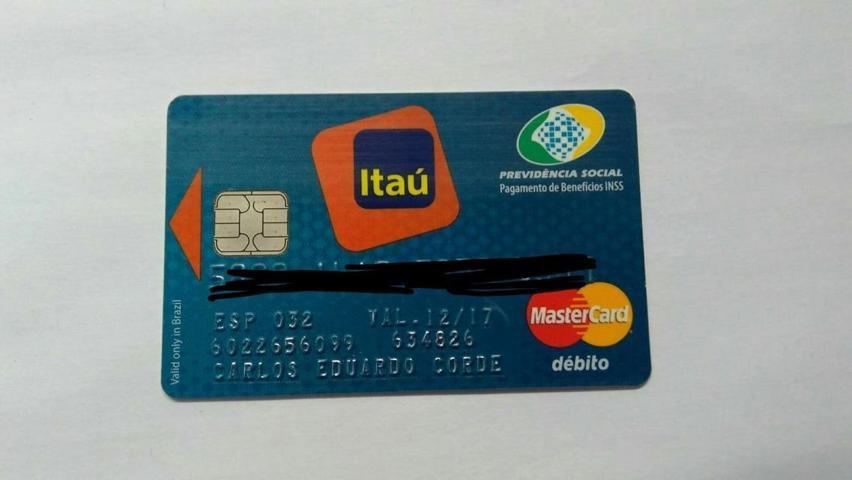 Itaú
PREVIDÊNCIA SOCIAL
Pagamento de Benefícios INSS
ESP 032 VAL.12/17
6022656099 634826
CARLOS EDUARDO CORDE
MasterCard
débito
Valid only in Brazil